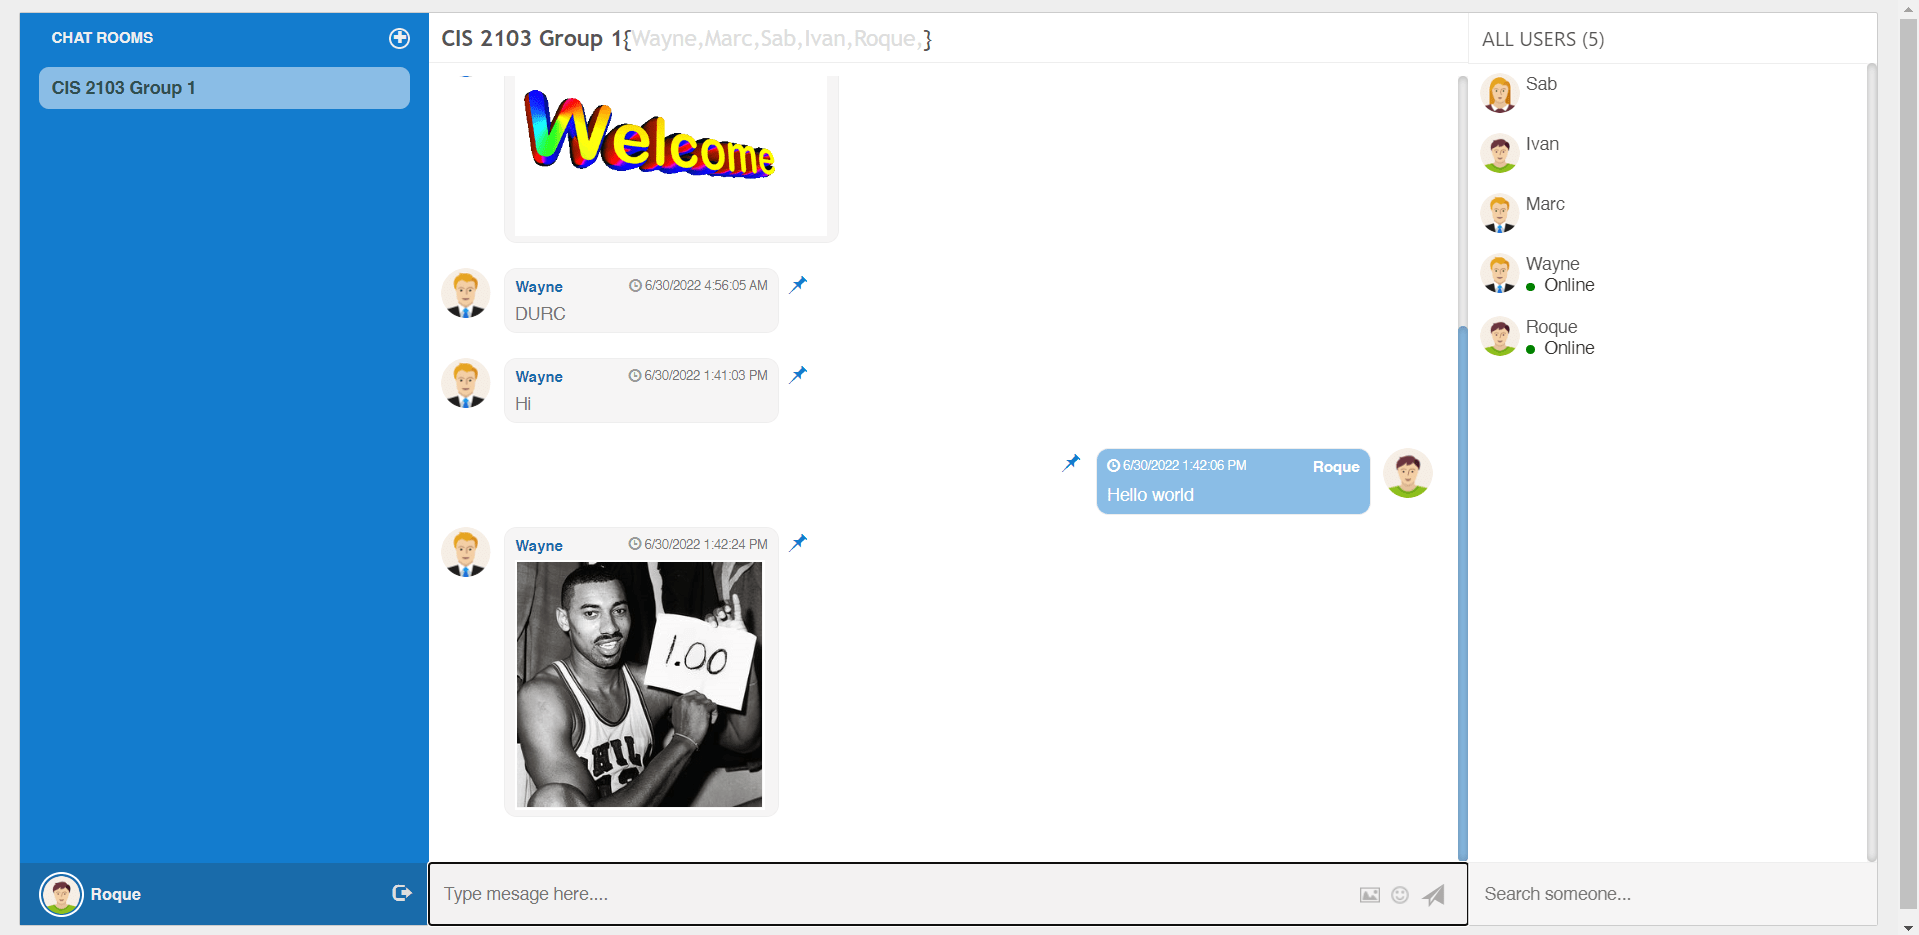 CHAT ROOMS
CIS 2103 Group 1
Roque
CIS 2103 Group 1{Wayne,Marc,Sab,Ivan,Roque,}
Welcome
Wayne 6/30/2022 4:56:05 AM
DURC
Wayne 6/30/2022 1:41:03 PM
Hi
6/30/2022 1:42:06 PM Roque
Hello world
Wayne 6/30/2022 1:42:24 PM
1.00
HIL
Type mesage here....
ALL USERS (5)
Sab
Ivan
Marc
Wayne
Online
Roque
Online
Search someone...